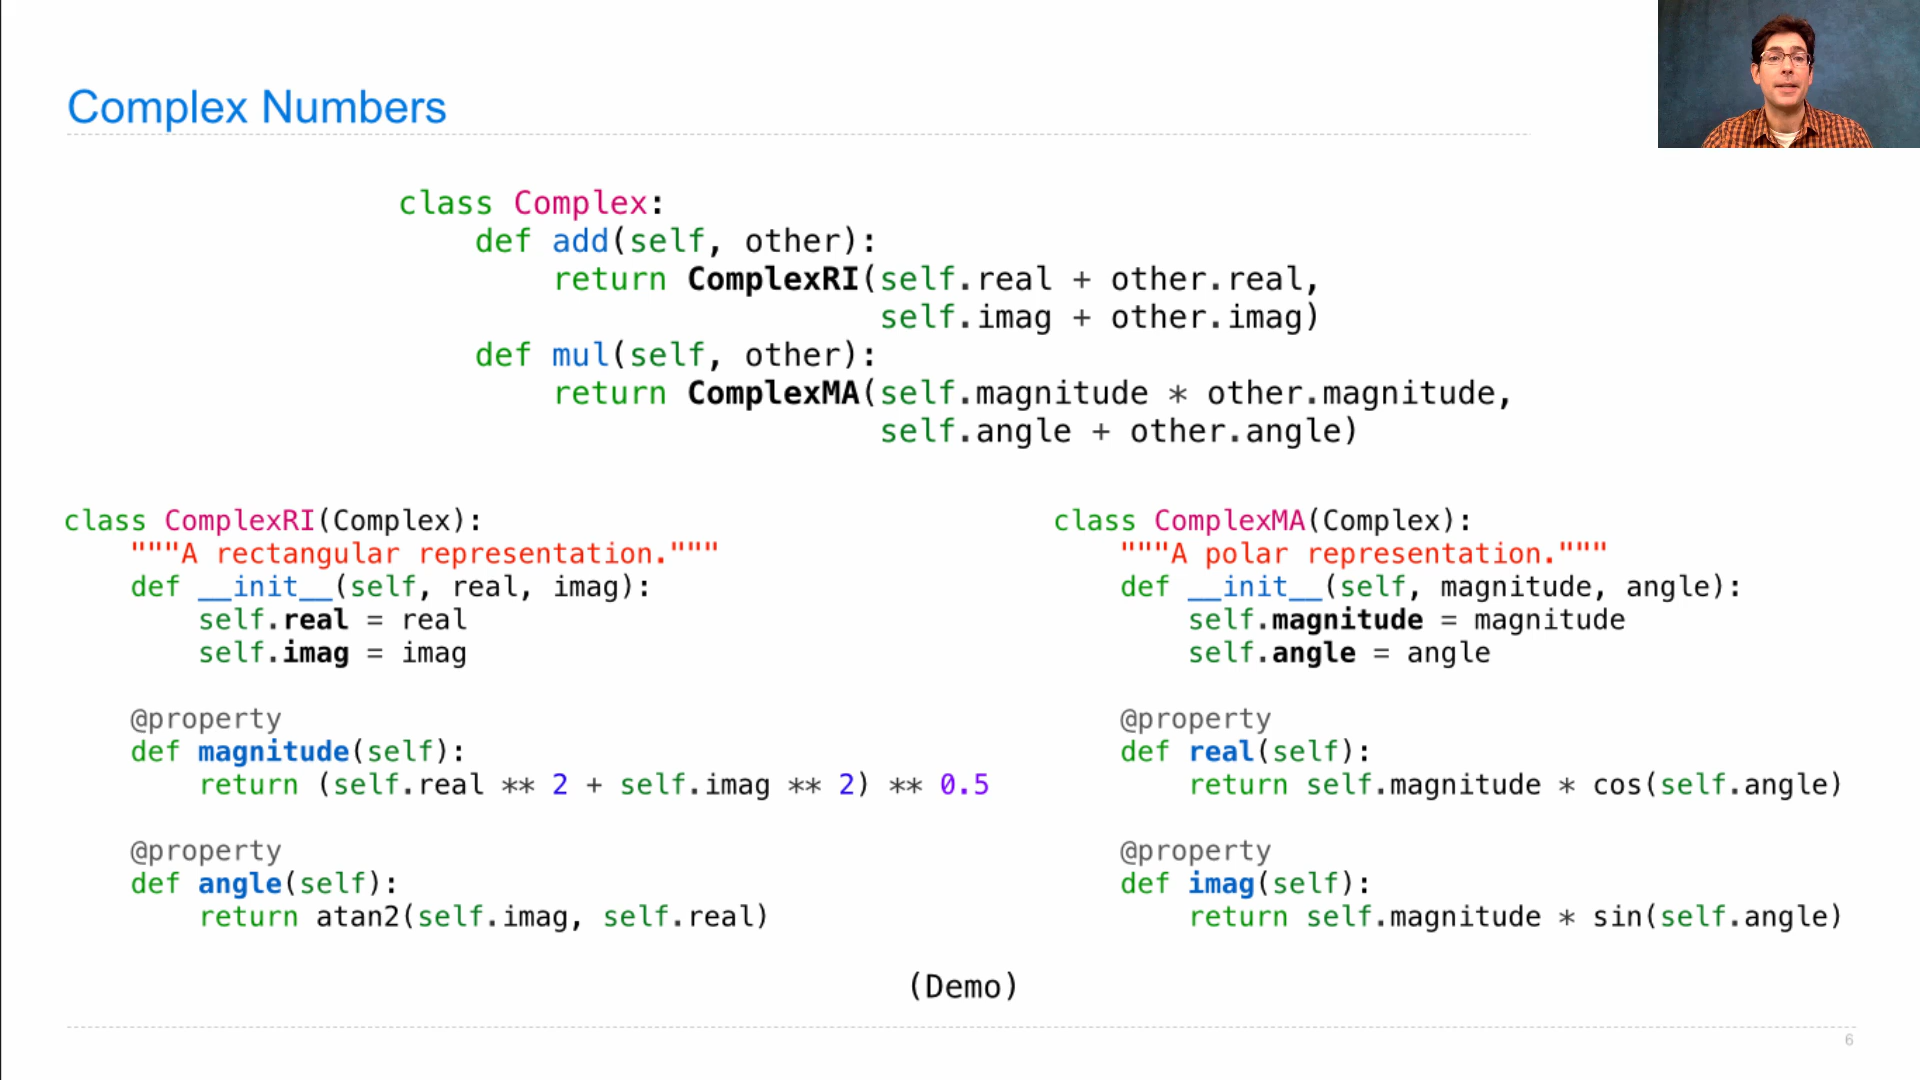 Complex Numbers
class Complex:
    def add(self, other):
        return ComplexRI(self.real + other.real,
                         self.imag + other.imag)
    def mul(self, other):
        return ComplexMA(self.magnitude * other.magnitude,
                         self.angle + other.angle)
class ComplexRI(Complex):
    """A rectangular representation."""
    def __init__(self, real, imag):
        self.real = real
        self.imag = imag
    @property
    def magnitude(self):
        return (self.real ** 2 + self.imag ** 2) ** 0.5
    @property
    def angle(self):
        return atan2(self.imag, self.real)
class ComplexMA(Complex):
    """A polar representation."""
    def __init__(self, magnitude, angle):
        self.magnitude = magnitude
        self.angle = angle
    @property
    def real(self):
        return self.magnitude * cos(self.angle)
    @property
    def imag(self):
        return self.magnitude * sin(self.angle)
(Demo)
6